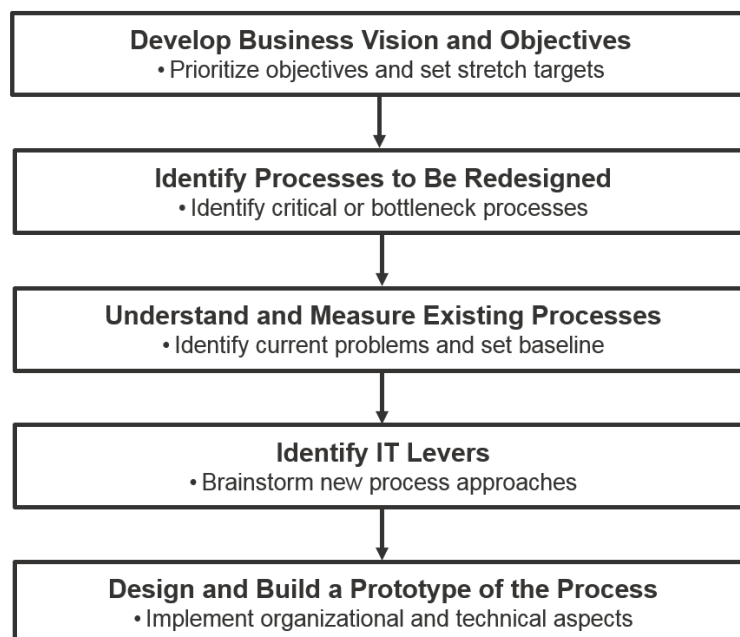 Develop Business Vision and Objectives
• Prioritize objectives and set stretch targets
Identify Processes to Be Redesigned
• Identify critical or bottleneck processes
Understand and Measure Existing Processes
• Identify current problems and set baseline
Identify IT Levers
• Brainstorm new process approaches
Design and Build a Prototype of the Process
• Implement organizational and technical aspects